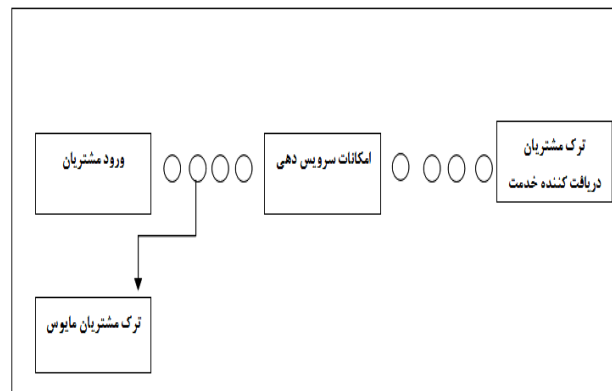 ورود مشتریان
امکانات سرویس دهی
ترک مشتریان
دریافت کننده خدمت
ترک مشتریان مایوس